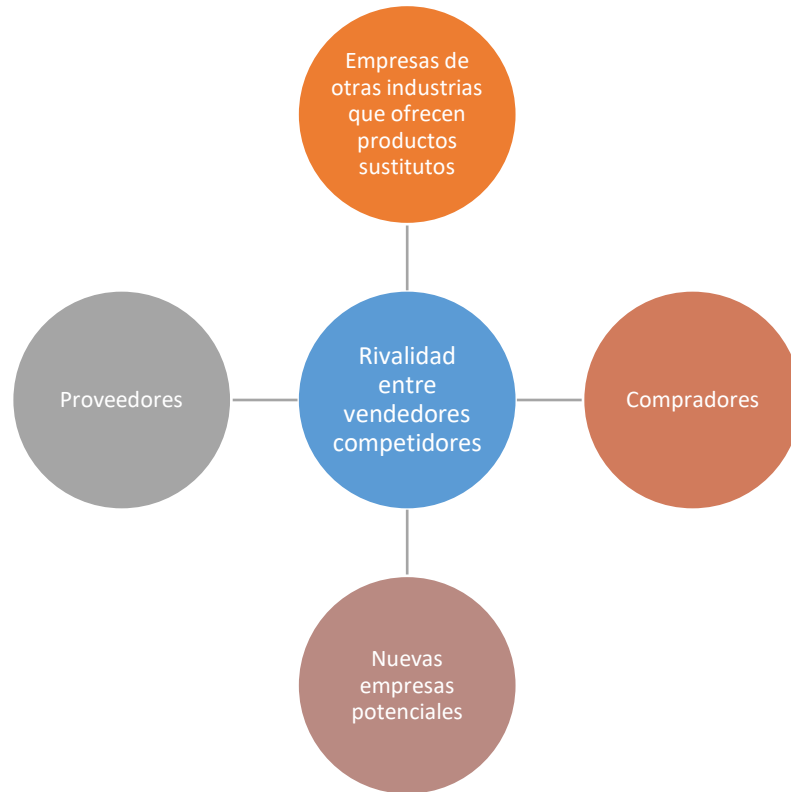 Empresas de
otras industrias
que ofrecen
productos
sustitutos
Proveedores
Rivalidad
entre
vendedores
competidores
Compradores
Nuevas
empresas
potenciales